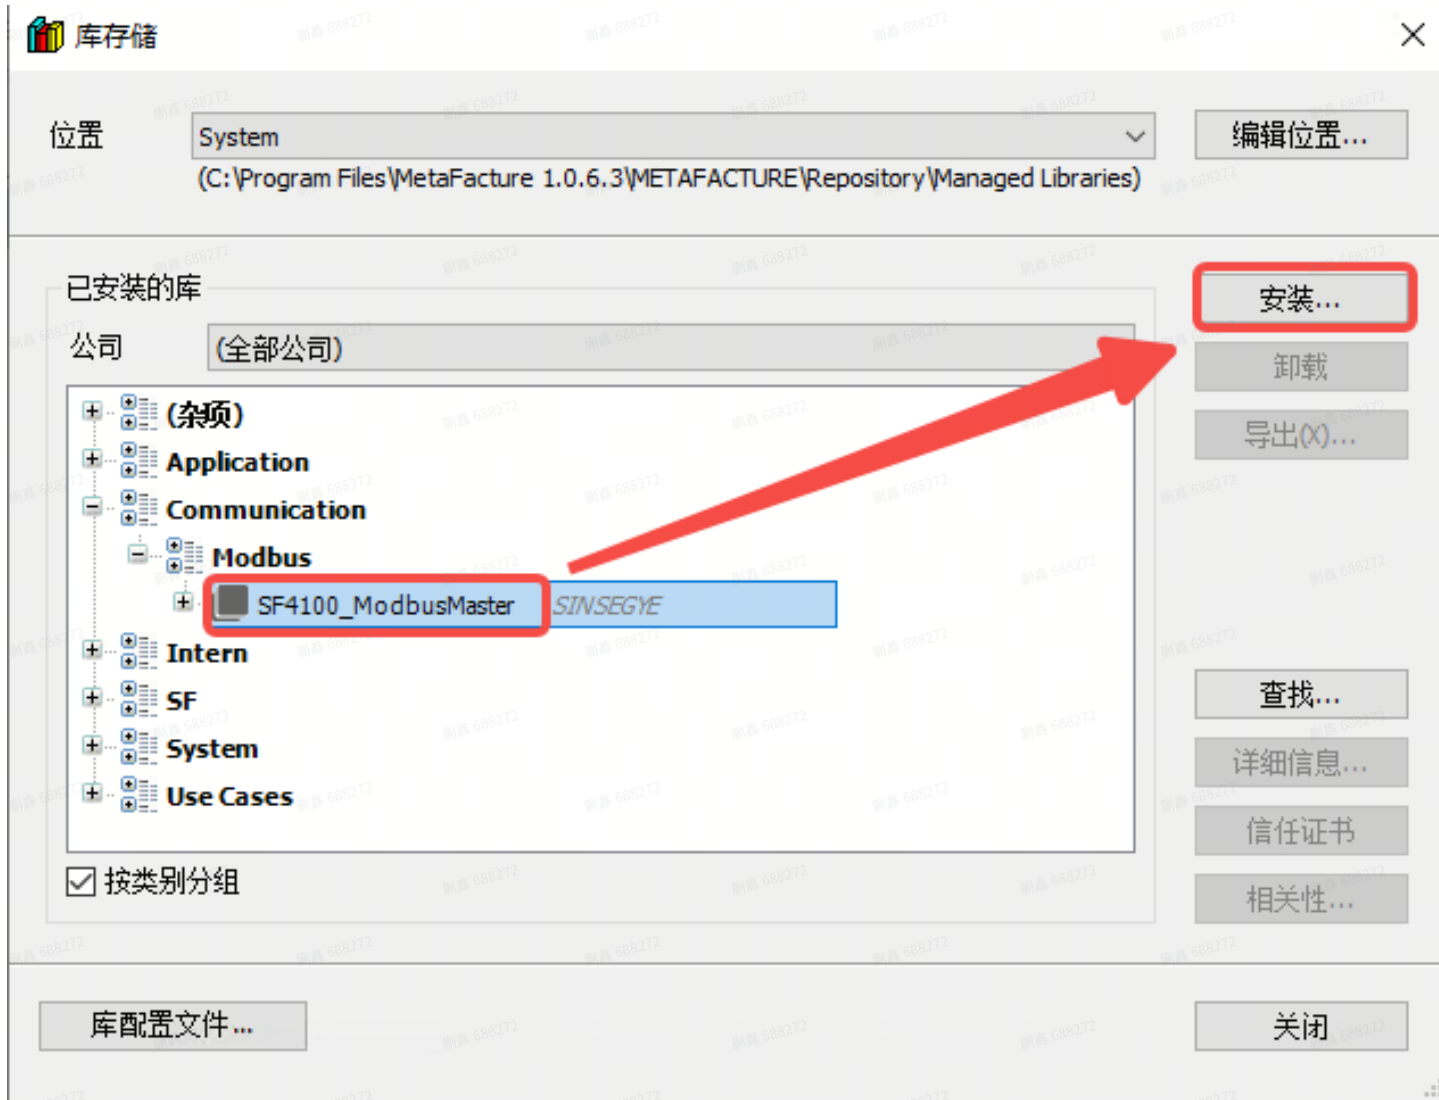 库存储
位置
System
编辑位置...
(C:\Program Files\MetaFacture 1.0.6.3\METAFACTURE\Repository\Managed Libraries)
已安装的库
安装...
公司
(全部公司)
卸载
(杂项)
导出(X)...
Application
Communication
Modbus
SF4100_ModbusMaster SINSEGYE
Intern
SF
查找...
System
详细信息...
Use Cases
信任证书
按类别分组
相关性...
库配置文件...
关闭